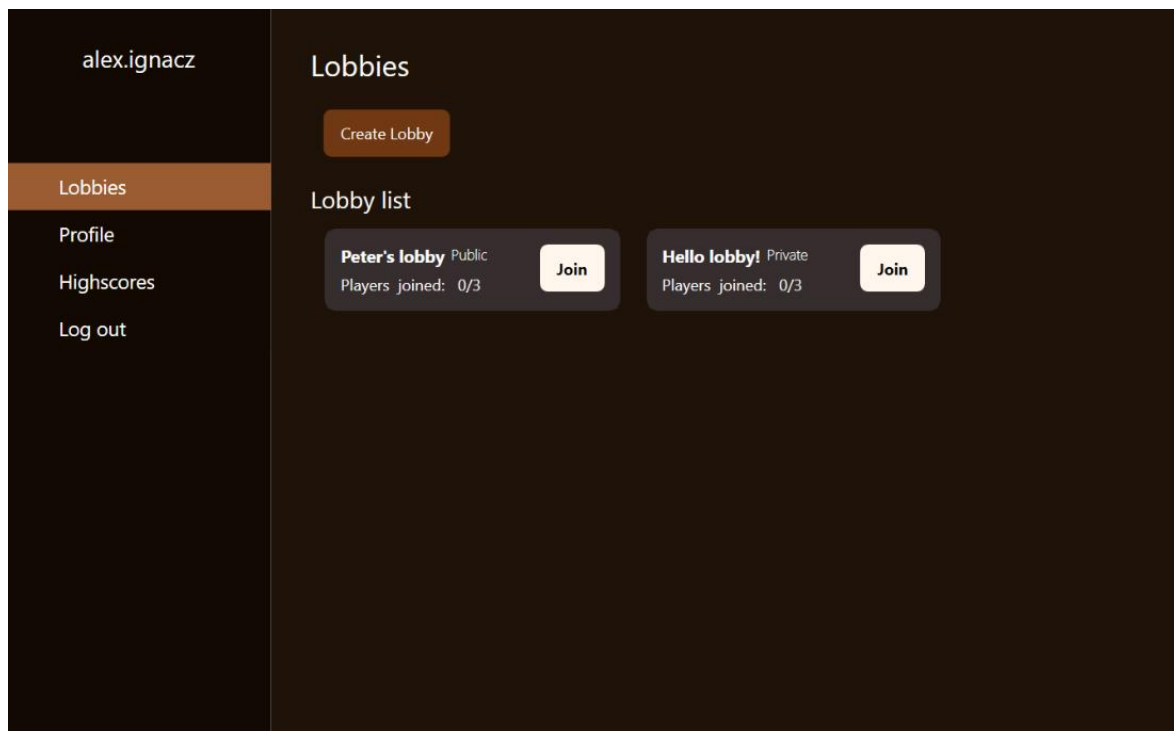 alex.ignacz
Lobbies
Profile
Highscores
Log out
Lobbies
Create Lobby
Lobby list
Peter's lobby Public
Players joined: 0/3
Join
Hello lobby! Private
Players joined: 0/3
Join